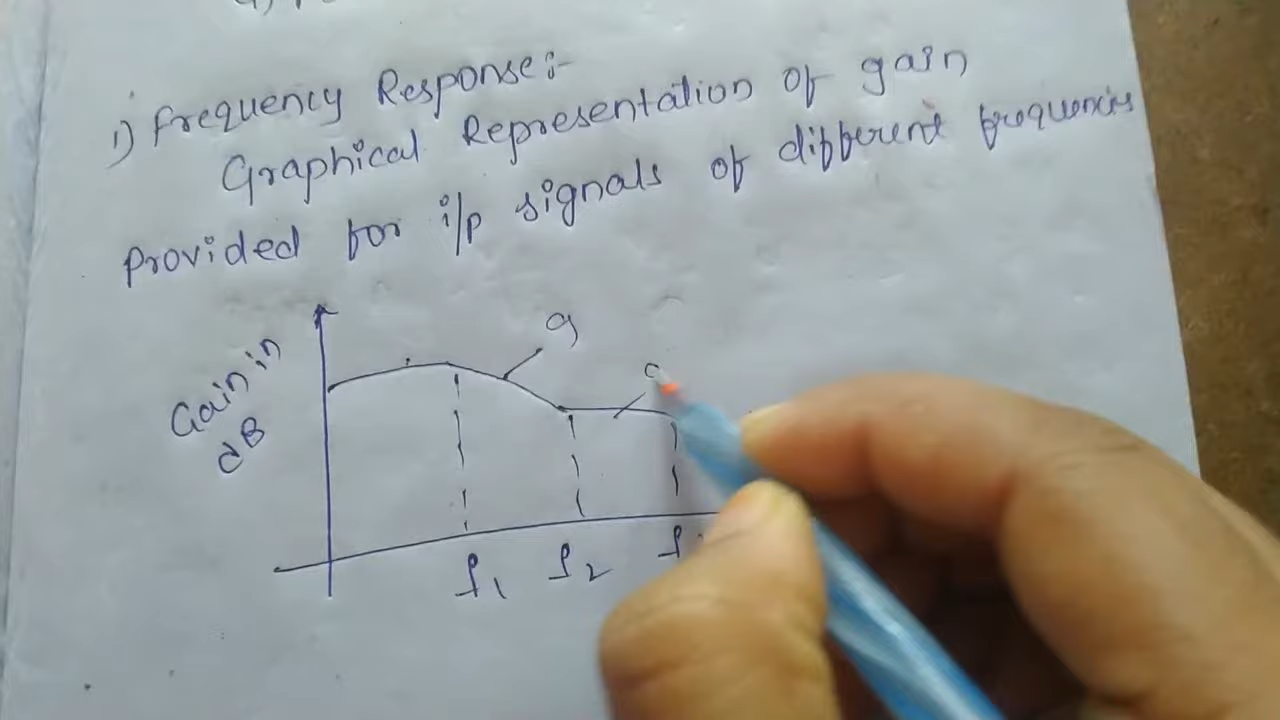 1) Frequency Response:-
Graphical Representation of gain
Provided for i/p signals of different frequencies
Gain in
dB
g
f1 f2 f